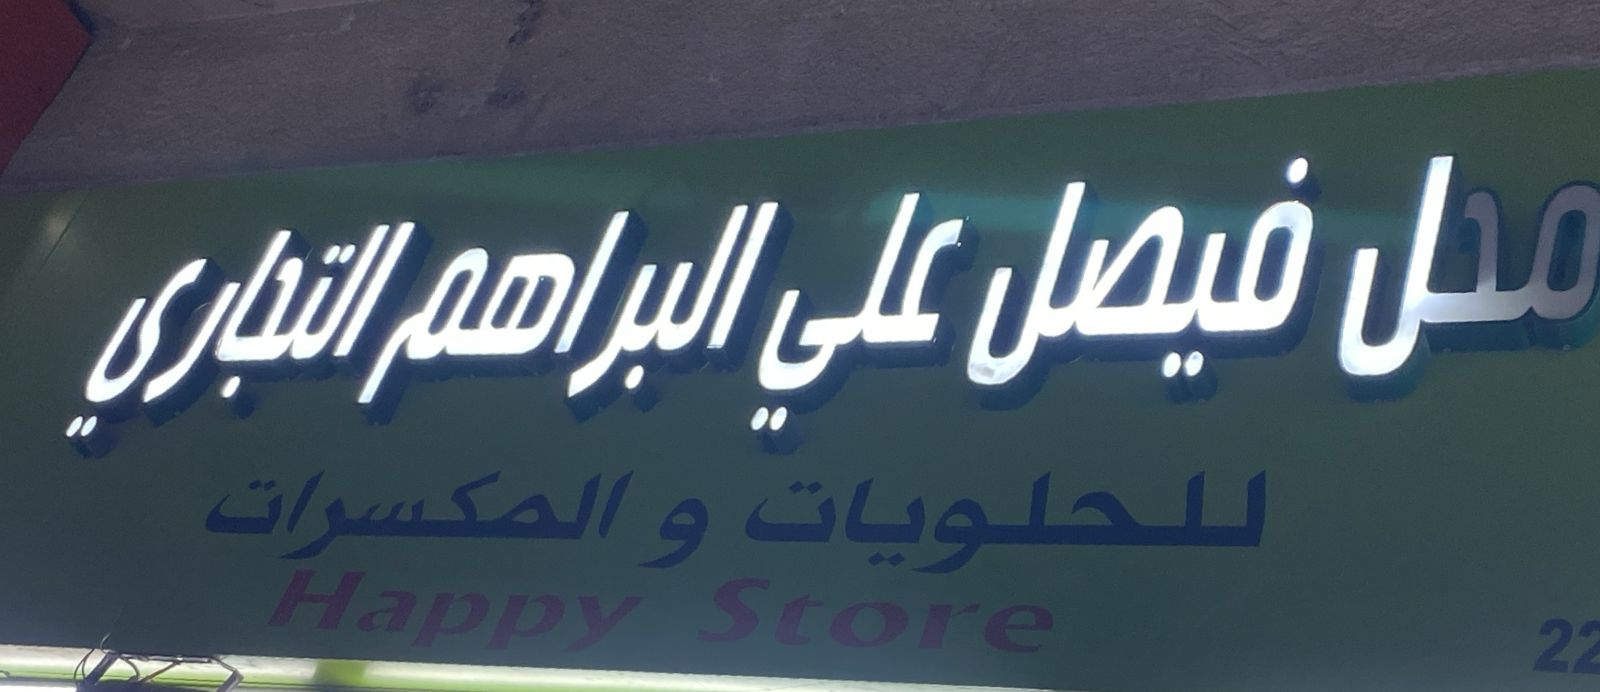 محل فيصل علي البراهم التجاري
للحلويات و المكسرات
Happy Store
22